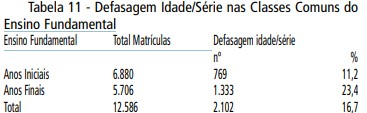 Tabela 11 - Defasagem Idade/Série nas Classes Comuns do
Ensino Fundamental
Ensino Fundamental Total Matrículas Defasagem idade/série
nº %
Anos Iniciais 6.880 769 11,2
Anos Finais 5.706 1.333 23,4
Total 12.586 2.102 16,7